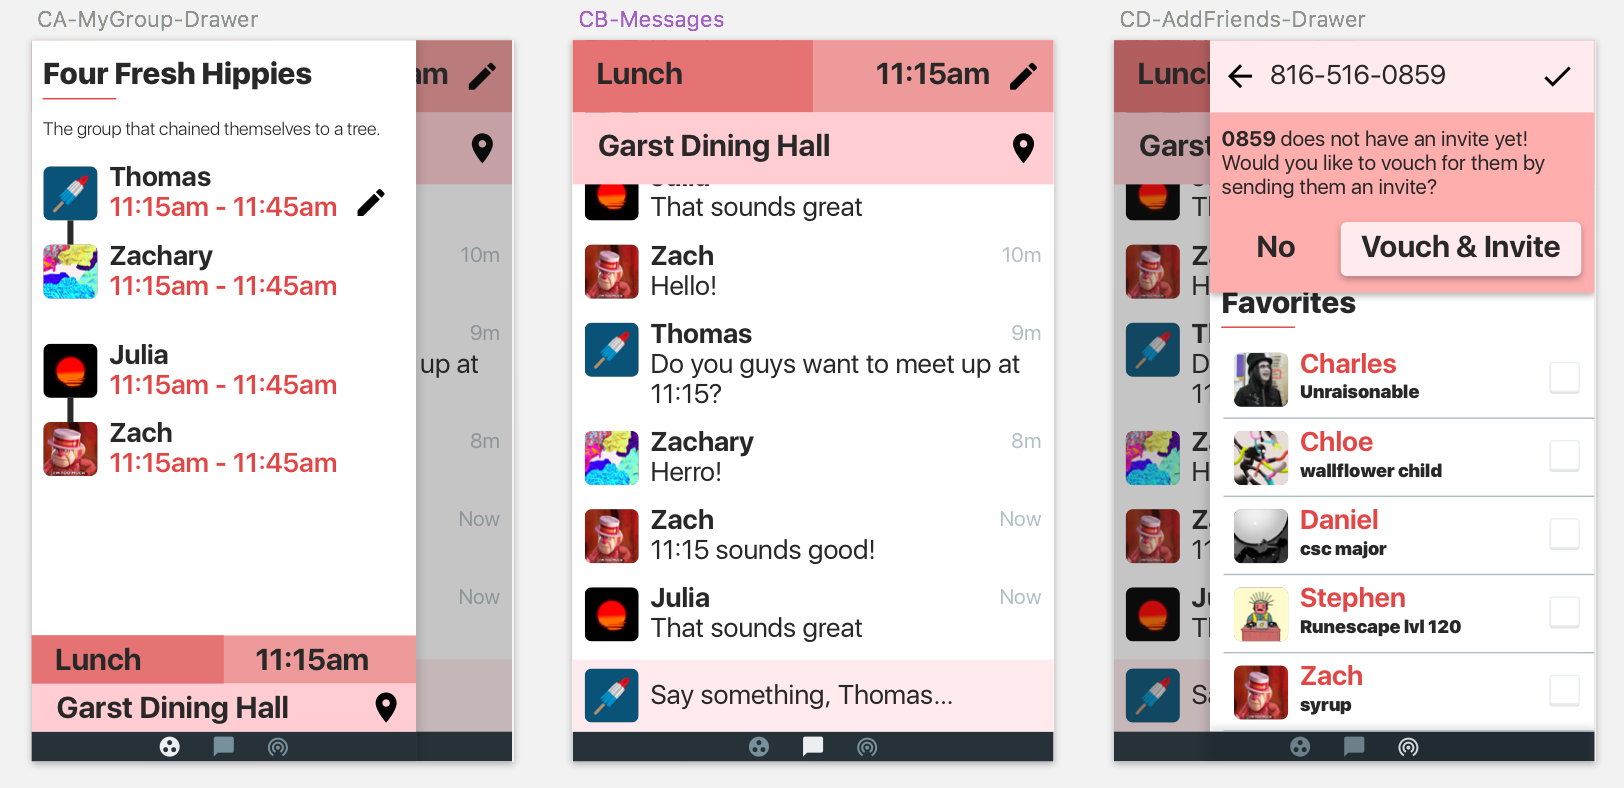 CA-MyGroup-Drawer
Four Fresh Hippies
The group that chained themselves to a tree.
Thomas
11:15am - 11:45am
Zachary
11:15am - 11:45am
Julia
11:15am - 11:45am
Zach
11:15am - 11:45am
Lunch 11:15am
Garst Dining Hall
am
10m
9m
up at
8m
Now
Now
CB-Messages
Lunch 11:15am
Garst Dining Hall
Julia
That sounds great
Zach 10m
Hello!
Thomas 9m
Do you guys want to meet up at
11:15?
Zachary 8m
Herro!
Zach Now
11:15 sounds good!
Julia Now
That sounds great
Say something, Thomas...
CD-AddFriends-Drawer
Lunch
Garst
816-516-0859
0859 does not have an invite yet!
Would you like to vouch for them by
sending them an invite?
No Vouch & Invite
Favorites
Charles
Unraisonable
Chloe
wallflower child
Daniel
csc major
Stephen
Runescape lvl 120
Zach
syrup